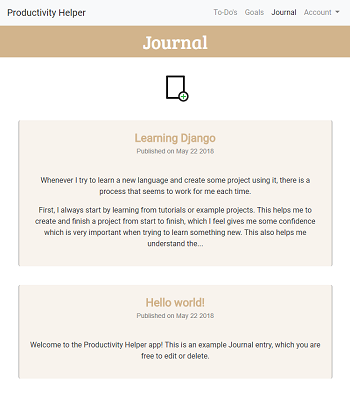 Productivity Helper
To-Do's Goals Journal Account
Journal
Learning Django
Published on May 22 2018
Whenever I try to learn a new language and create some project using it, there is a
process that seems to work for me each time.
First, I always start by learning from tutorials or example projects. This helps me to
create and finish a project from start to finish, which I feel gives me some confidence
which is very important when trying to learn something new. This also helps me
understand the...
Hello world!
Published on May 22 2018
Welcome to the Productivity Helper app! This is an example Journal entry, which you are
free to edit or delete.